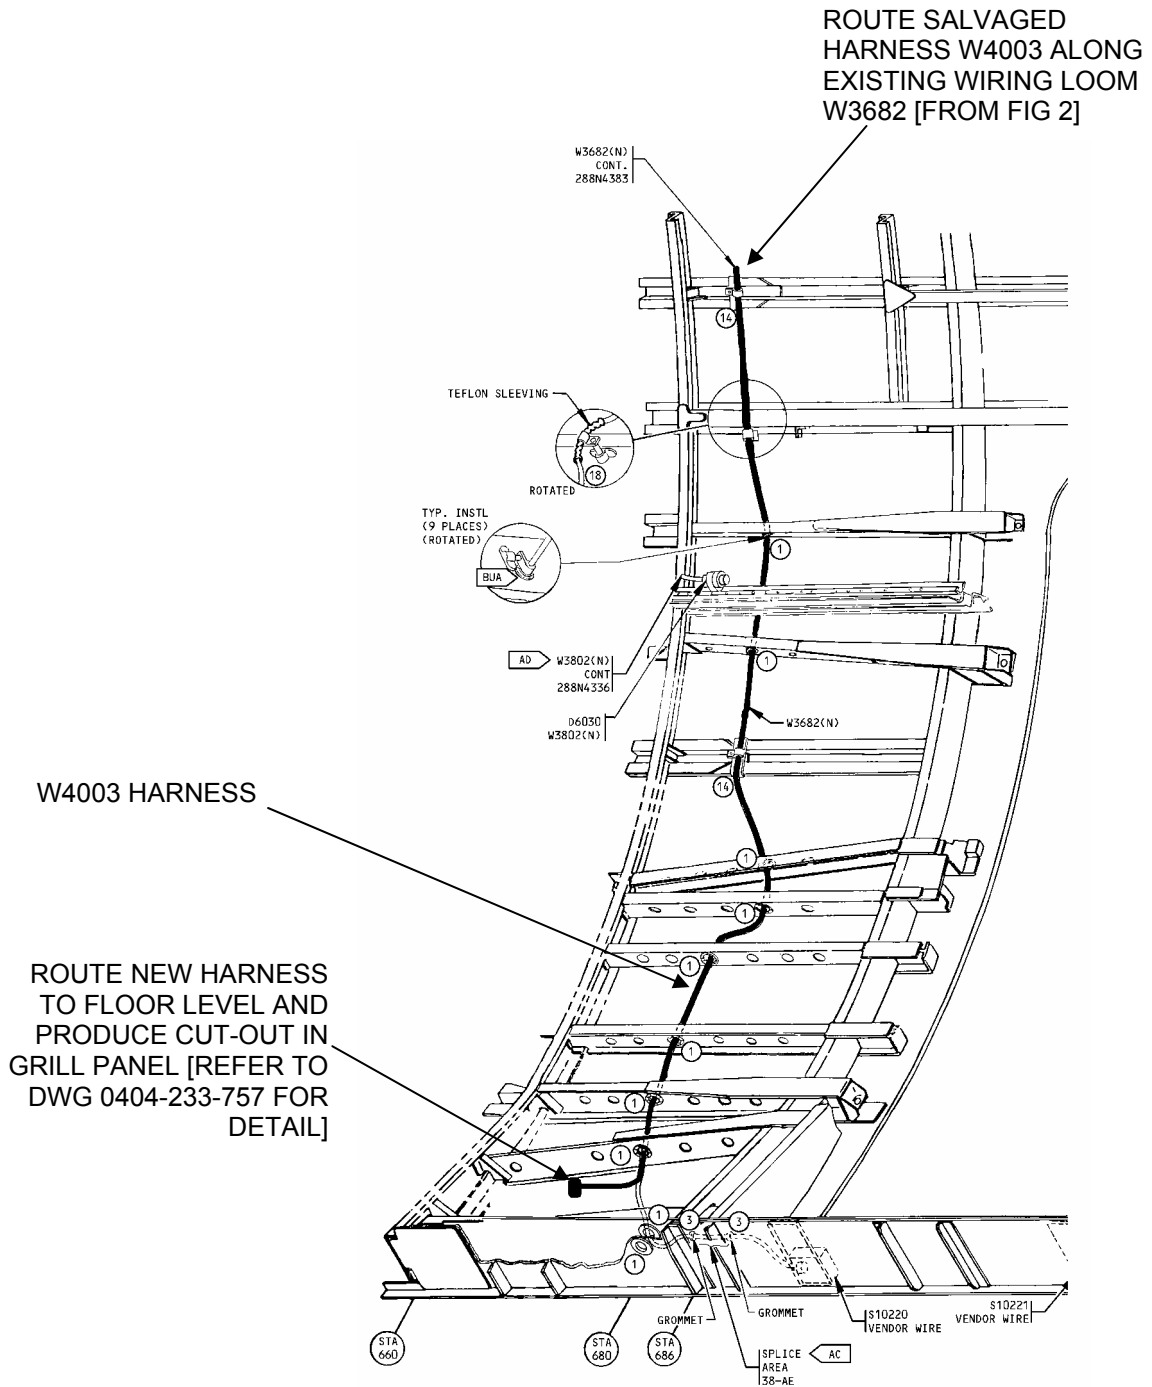 ROUTE SALVAGED
HARNESS W4003 ALONG
EXISTING WIRING LOOM
W3682 [FROM FIG 2]
W3682(N)
CONT.
288N4383
14
TEFLON SLEEVING
18
ROTATED
TYP. INSTL
(9 PLACES)
(ROTATED)
BUA
1
AD
W3802(N)
CONT
288N4336
1
D6030
W3802(N)
W3682(N)
14
W4003 HARNESS
1
1
1
ROUTE NEW HARNESS
TO FLOOR LEVEL AND
PRODUCE CUT-OUT IN
GRILL PANEL [REFER TO
DWG 0404-233-757 FOR
DETAIL]
1
1
1
1
3
3
1
GROMMET
GROMMET
S10220
VENDOR WIRE
S10221
VENDOR WIRE
STA
660
STA
680
STA
686
SPLICE
AREA
38-AE
AC